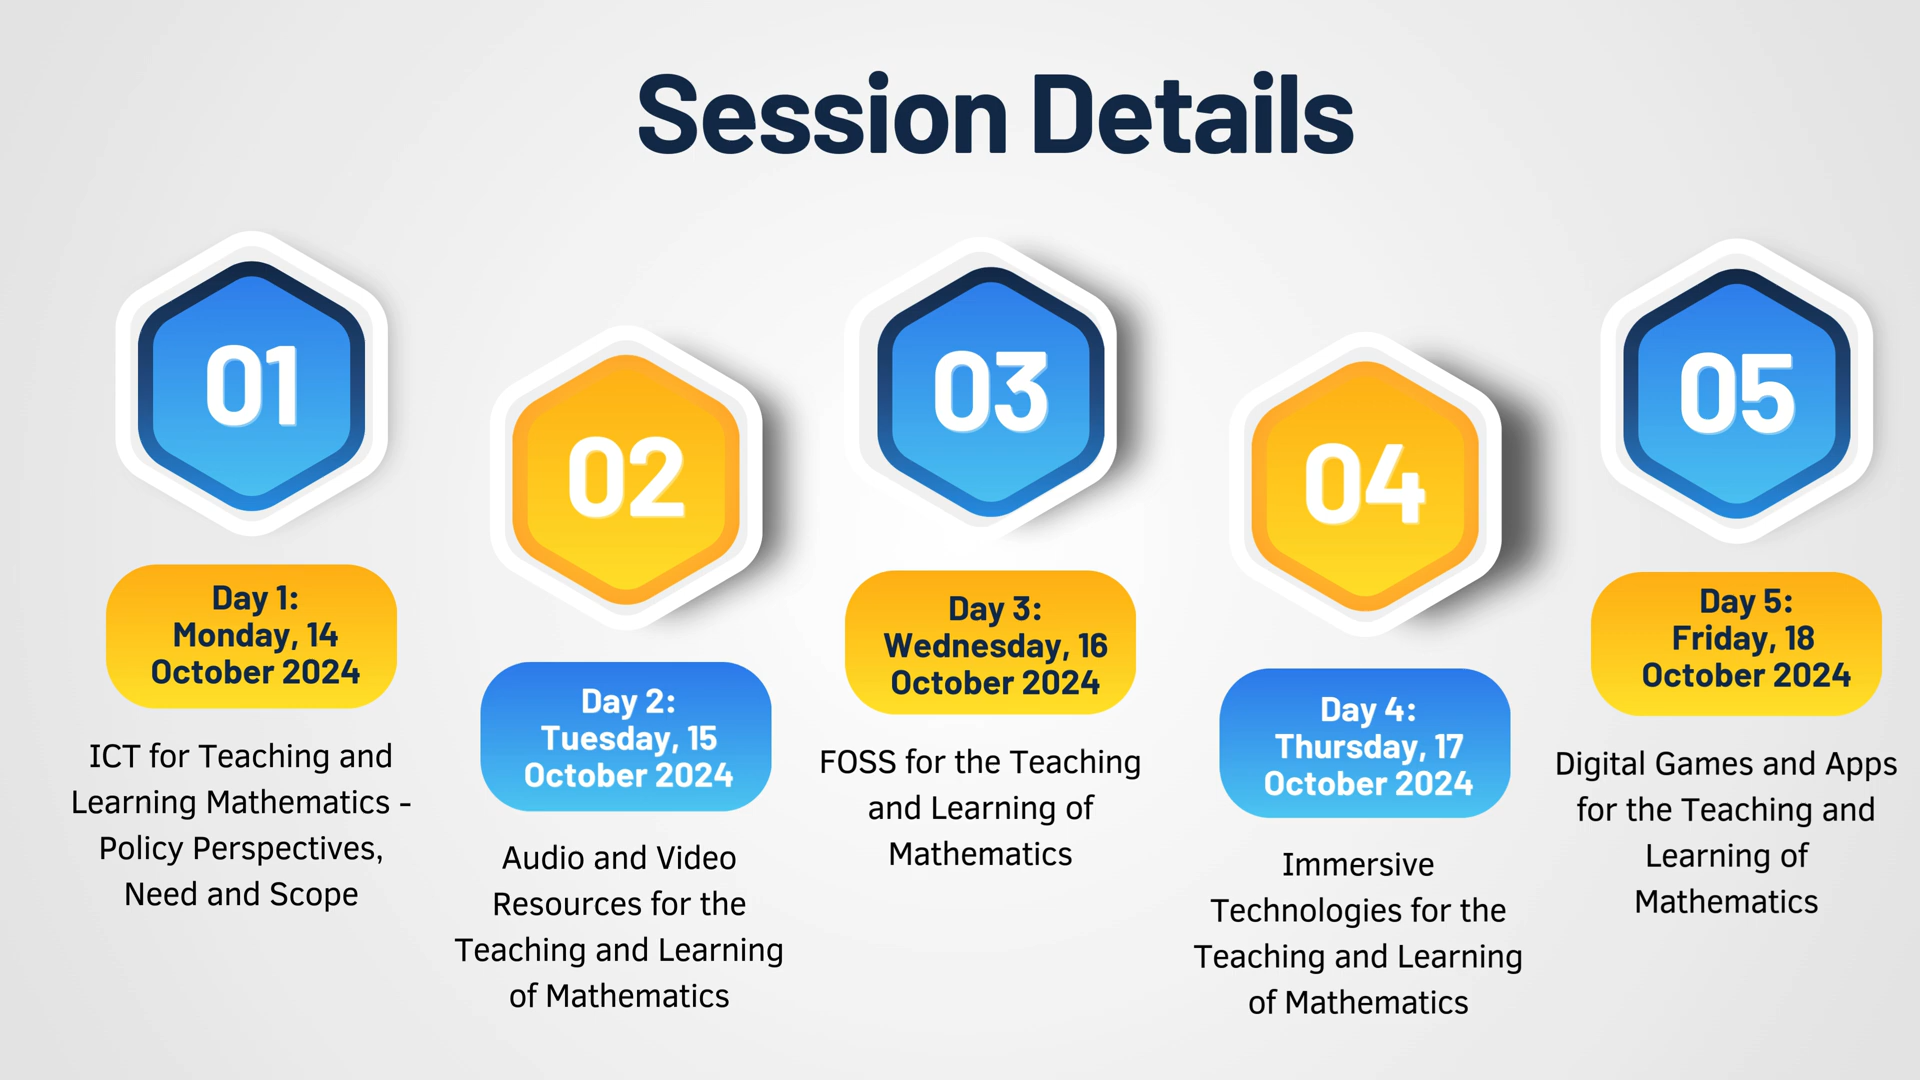 Session Details
01
Day 1:
Monday, 14
October 2024
ICT for Teaching and
Learning Mathematics -
Policy Perspectives,
Need and Scope
02
Day 2:
Tuesday, 15
October 2024
Audio and Video
Resources for the
Teaching and Learning
of Mathematics
03
Day 3:
Wednesday, 16
October 2024
FOSS for the Teaching
and Learning of
Mathematics
04
Day 4:
Thursday, 17
October 2024
Immersive
Technologies for the
Teaching and Learning
of Mathematics
05
Day 5:
Friday, 18
October 2024
Digital Games and Apps
for the Teaching and
Learning of
Mathematics